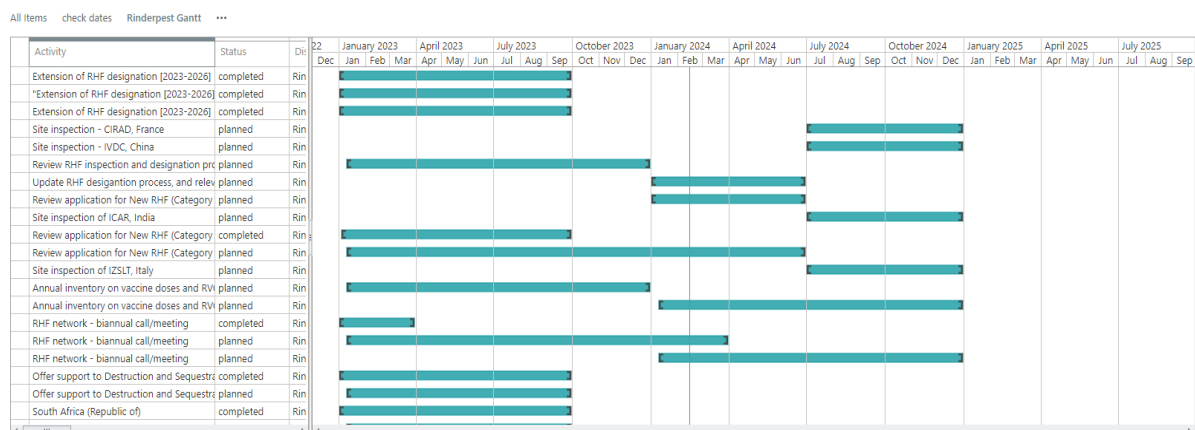 All Items check dates Rinderpest Gantt ...
Activity Status Dis 22 January 2023 April 2023 July 2023 October 2023 January 2024 April 2024 July 2024 October 2024 January 2025 April 2025 July 2025
Dec Jan Feb Mar Apr May Jun Jul Aug Sep Oct Nov Dec Jan Feb Mar Apr May Jun Jul Aug Sep Oct Nov Dec Jan Feb Mar Apr May Jun Jul Aug Sep
Extension of RHF designation [2023-2026] completed Rin
"Extension of RHF designation [2023-2026] completed Rin
Extension of RHF designation [2023-2026] completed Rin
Site inspection - CIRAD, France planned Rin
Site inspection - IVDC, China planned Rin
Review RHF inspection and designation pro planned Rin
Update RHF desigantion process, and relev planned Rin
Review application for New RHF (Category planned Rin
Site inspection of ICAR, India planned Rin
Review application for New RHF (Category completed Rin
Review application for New RHF (Category planned Rin
Site inspection of IZSLT, Italy planned Rin
Annual inventory on vaccine doses and RV planned Rin
Annual inventory on vaccine doses and RV planned Rin
RHF network - biannual call/meeting completed Rin
RHF network - biannual call/meeting planned Rin
RHF network - biannual call/meeting planned Rin
Offer support to Destruction and Sequestra completed Rin
Offer support to Destruction and Sequestra planned Rin
South Africa (Republic of) completed Rin